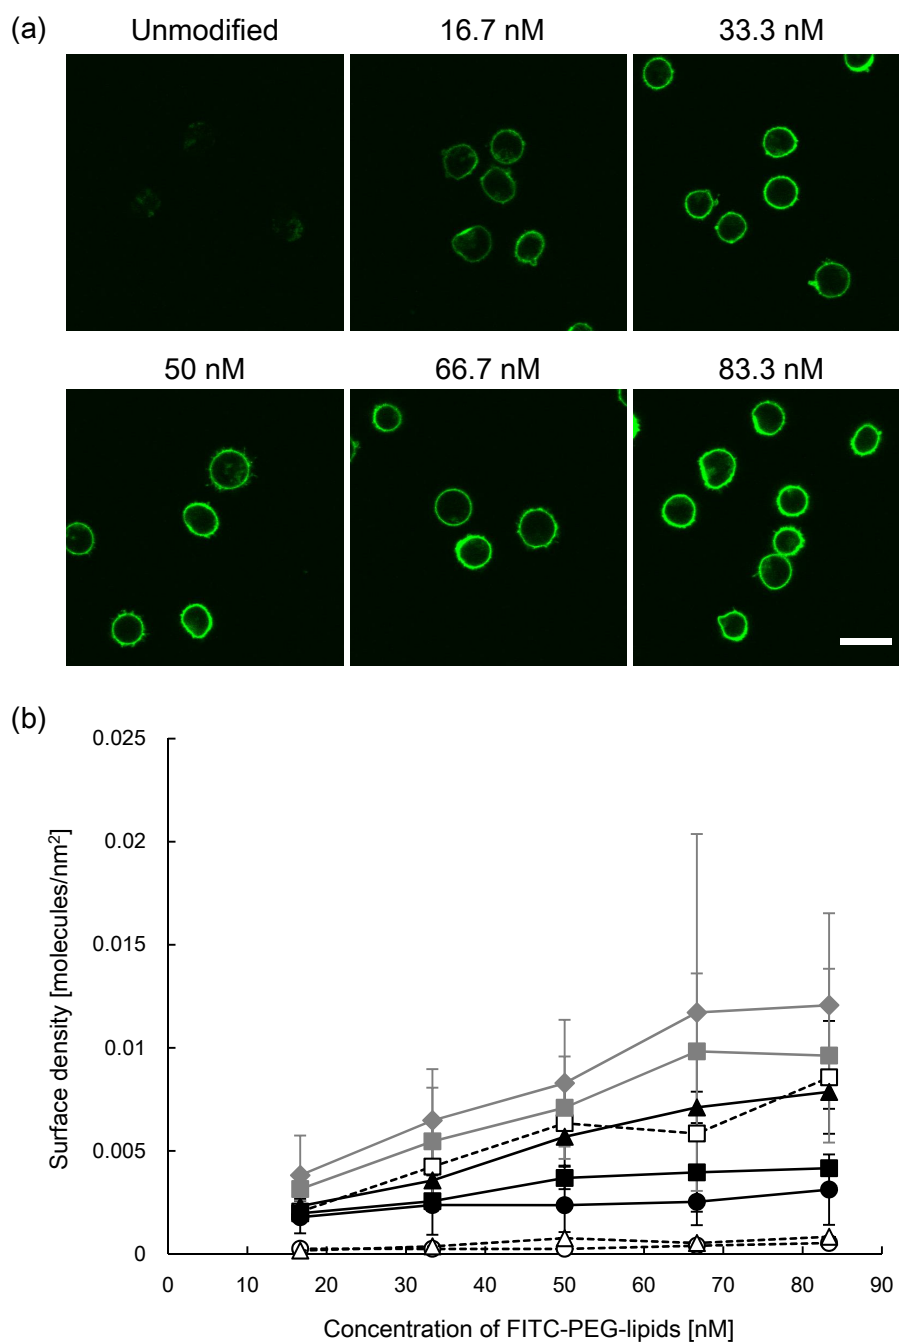 (a)
Unmodified 16.7 nM 33.3 nM
50 nM 66.7 nM 83.3 nM
(b)
0.025
0.02
0.015
0.01
0.005
0
Surface density [molecules/nm²]
0 10 20 30 40 50 60 70 80 90
Concentration of FITC-PEG-lipids [nM]